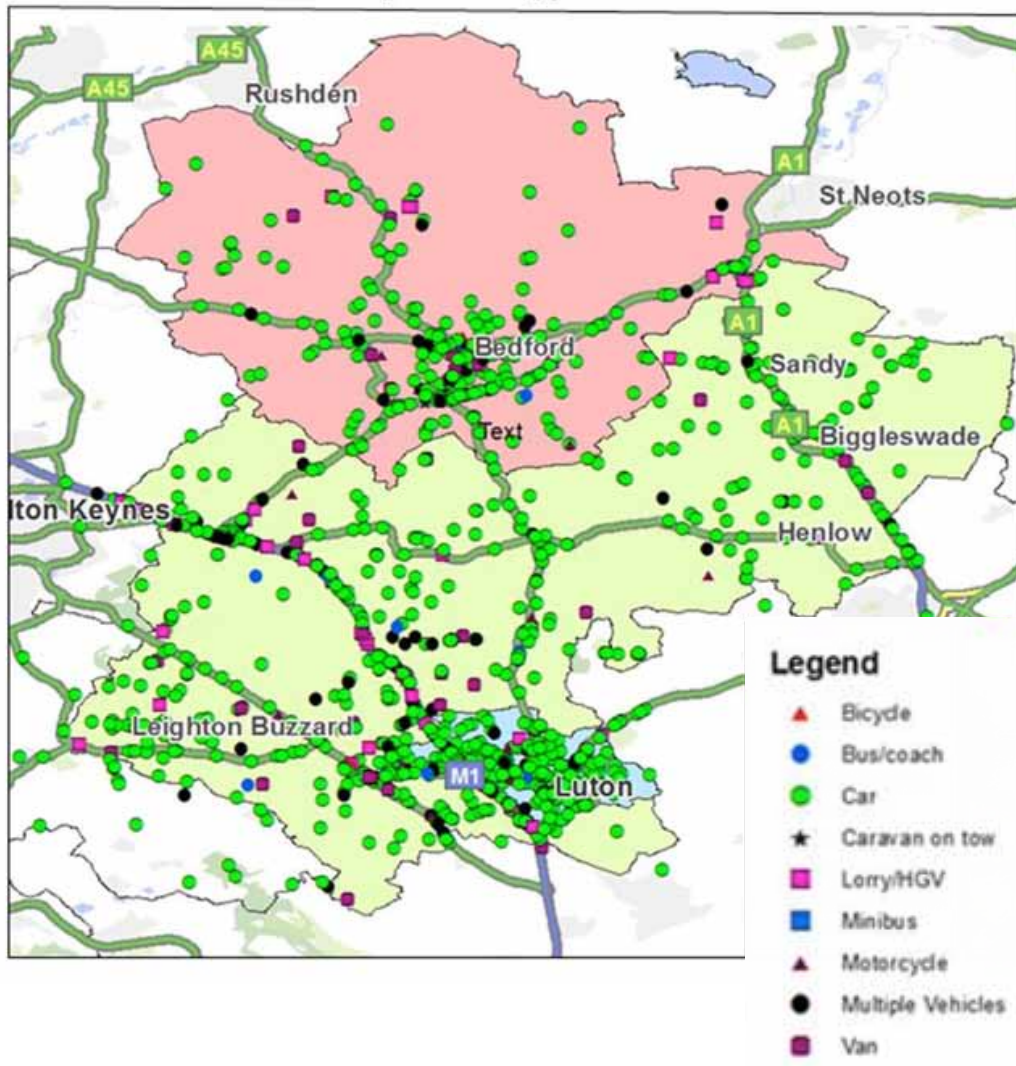 A45
A45
Rushdén
A1
St Neots
A1
Bedford
Sandy
A1
Text
Biggleswade
lton Keynes
Henlow
Leighton Buzzard
M1
Luton
Legend
Bicycle
Bus/coach
Car
Caravan on tow
Lorry/HGV
Minibus
Motorcycle
Multiple Vehicles
Van